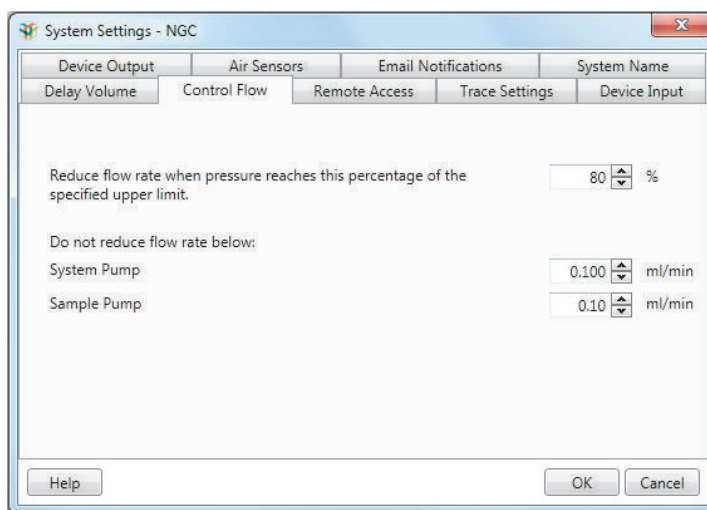 System Settings - NGC
Device Output Air Sensors Email Notifications System Name
Delay Volume Control Flow Remote Access Trace Settings Device Input
Reduce flow rate when pressure reaches this percentage of the 80 %
specified upper limit.
Do not reduce flow rate below:
System Pump 0.100 ml/min
Sample Pump 0.10 ml/min
Help OK Cancel